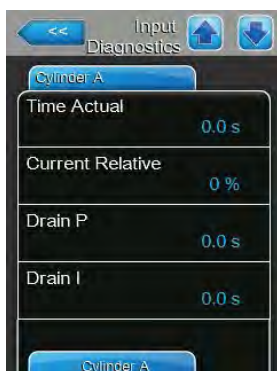 << Input
Diagnostics
Cylinder A
Time Actual
0.0 s
Current Relative
0 %
Drain P
0.0 s
Drain I
0.0 s
Cylinder A